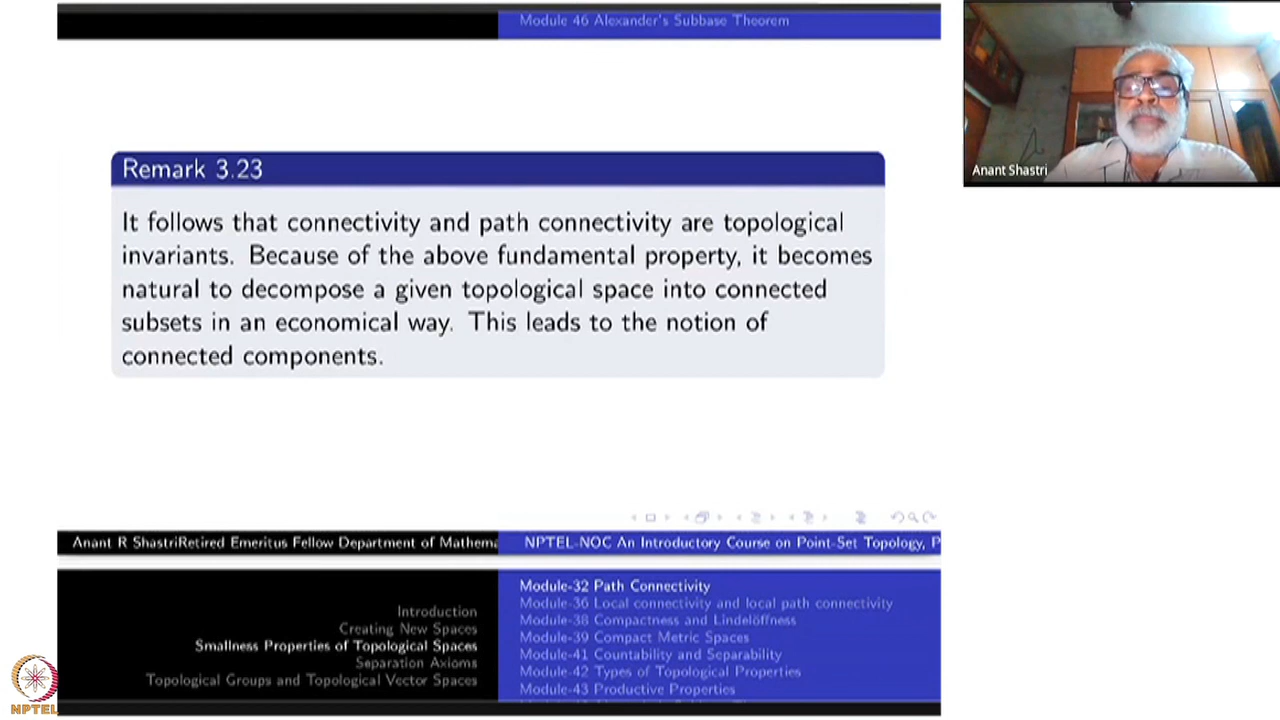 Module 46 Alexander's Subbase Theorem
Remark 3.23
It follows that connectivity and path connectivity are topological
invariants. Because of the above fundamental property, it becomes
natural to decompose a given topological space into connected
subsets in an economical way. This leads to the notion of
connected components.
Anant Shastri
Anant R ShastriRetired Emeritus Fellow Department of Mathema
NPTEL-NOC An Introductory Course on Point-Set Topology, P
Introduction
Creating New Spaces
Smallness Properties of Topological Spaces
Separation Axioms
Topological Groups and Topological Vector Spaces
Module-32 Path Connectivity
Module-36 Local connectivity and local path connectivity
Module-38 Compactness and Lindelöffness
Module-39 Compact Metric Spaces
Module-41 Countability and Separability
Module-42 Types of Topological Properties
Module-43 Productive Properties
NPTEL